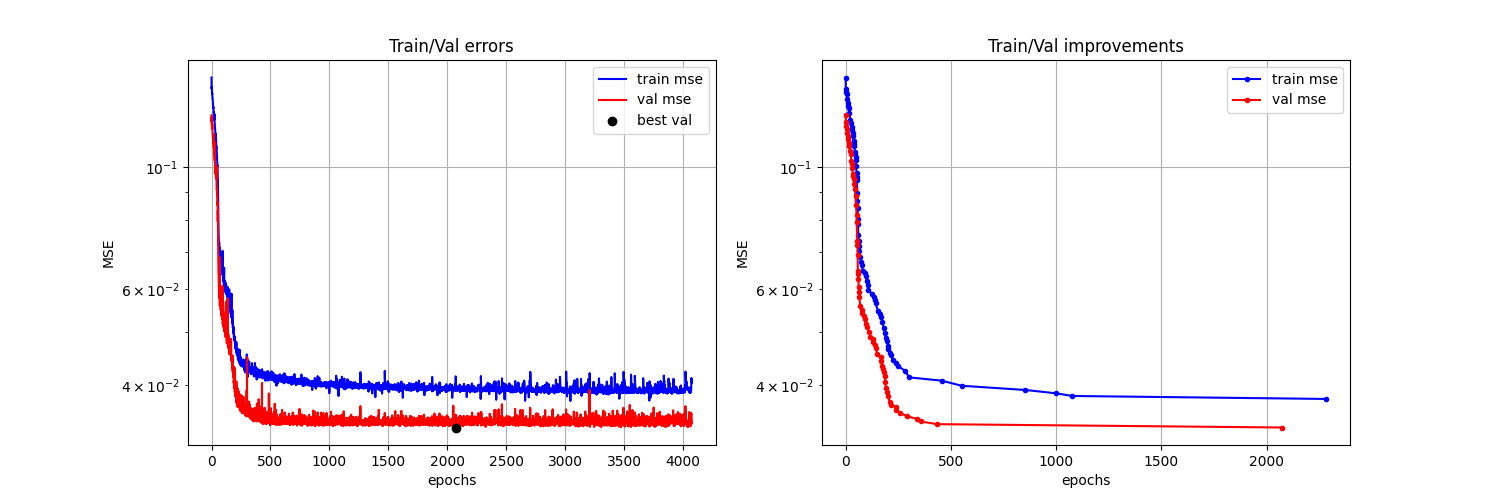 Train/Val errors
MSE
10⁻¹
6 × 10⁻²
4 × 10⁻²
train mse
val mse
best val
0 500 1000 1500 2000 2500 3000 3500 4000
epochs
Train/Val improvements
MSE
10⁻¹
6 × 10⁻²
4 × 10⁻²
train mse
val mse
0 500 1000 1500 2000
epochs